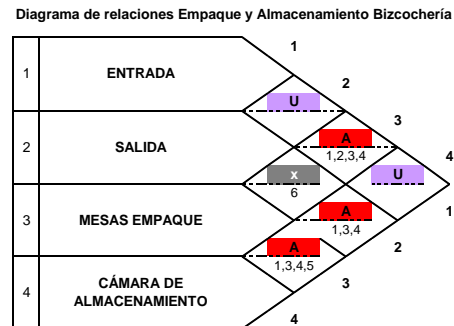 Diagrama de relaciones Empaque y Almacenamiento Bizcochería
1
1
ENTRADA
2
U
3
A
2
SALIDA
1,2,3,4
4
x
U
6
A
1
3
MESAS EMPAQUE
1,3,4
A
2
1,3,4,5
3
4
CÁMARA DE
ALMACENAMIENTO
4